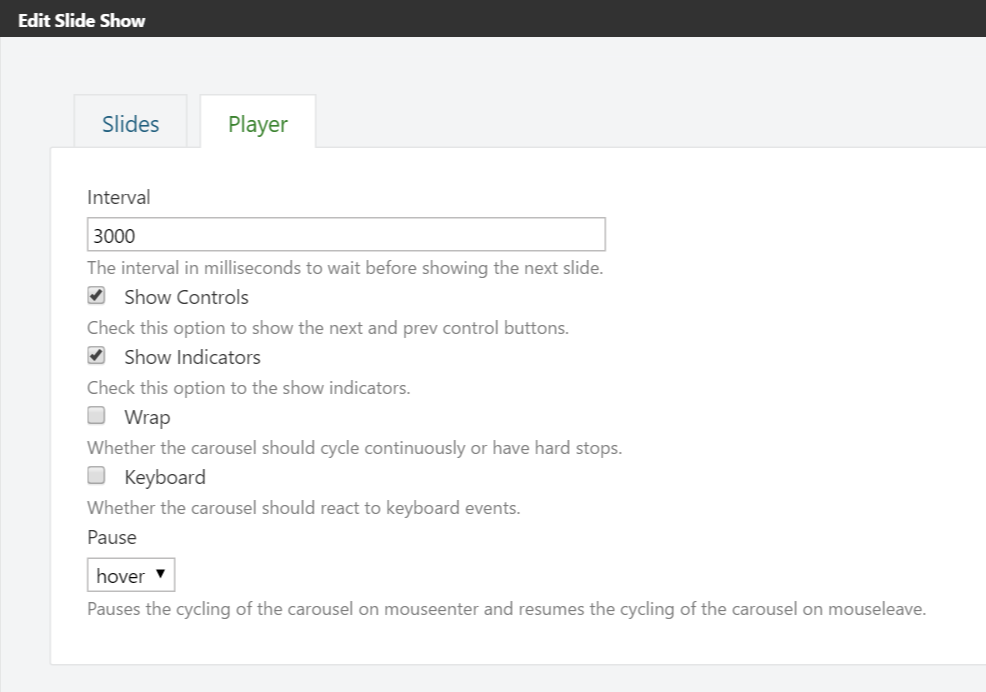 Edit Slide Show
Slides Player
Interval
3000
The interval in milliseconds to wait before showing the next slide.
Show Controls
Check this option to show the next and prev control buttons.
Show Indicators
Check this option to the show indicators.
Wrap
Whether the carousel should cycle continuously or have hard stops.
Keyboard
Whether the carousel should react to keyboard events.
Pause
hover
Pauses the cycling of the carousel on mouseenter and resumes the cycling of the carousel on mouseleave.